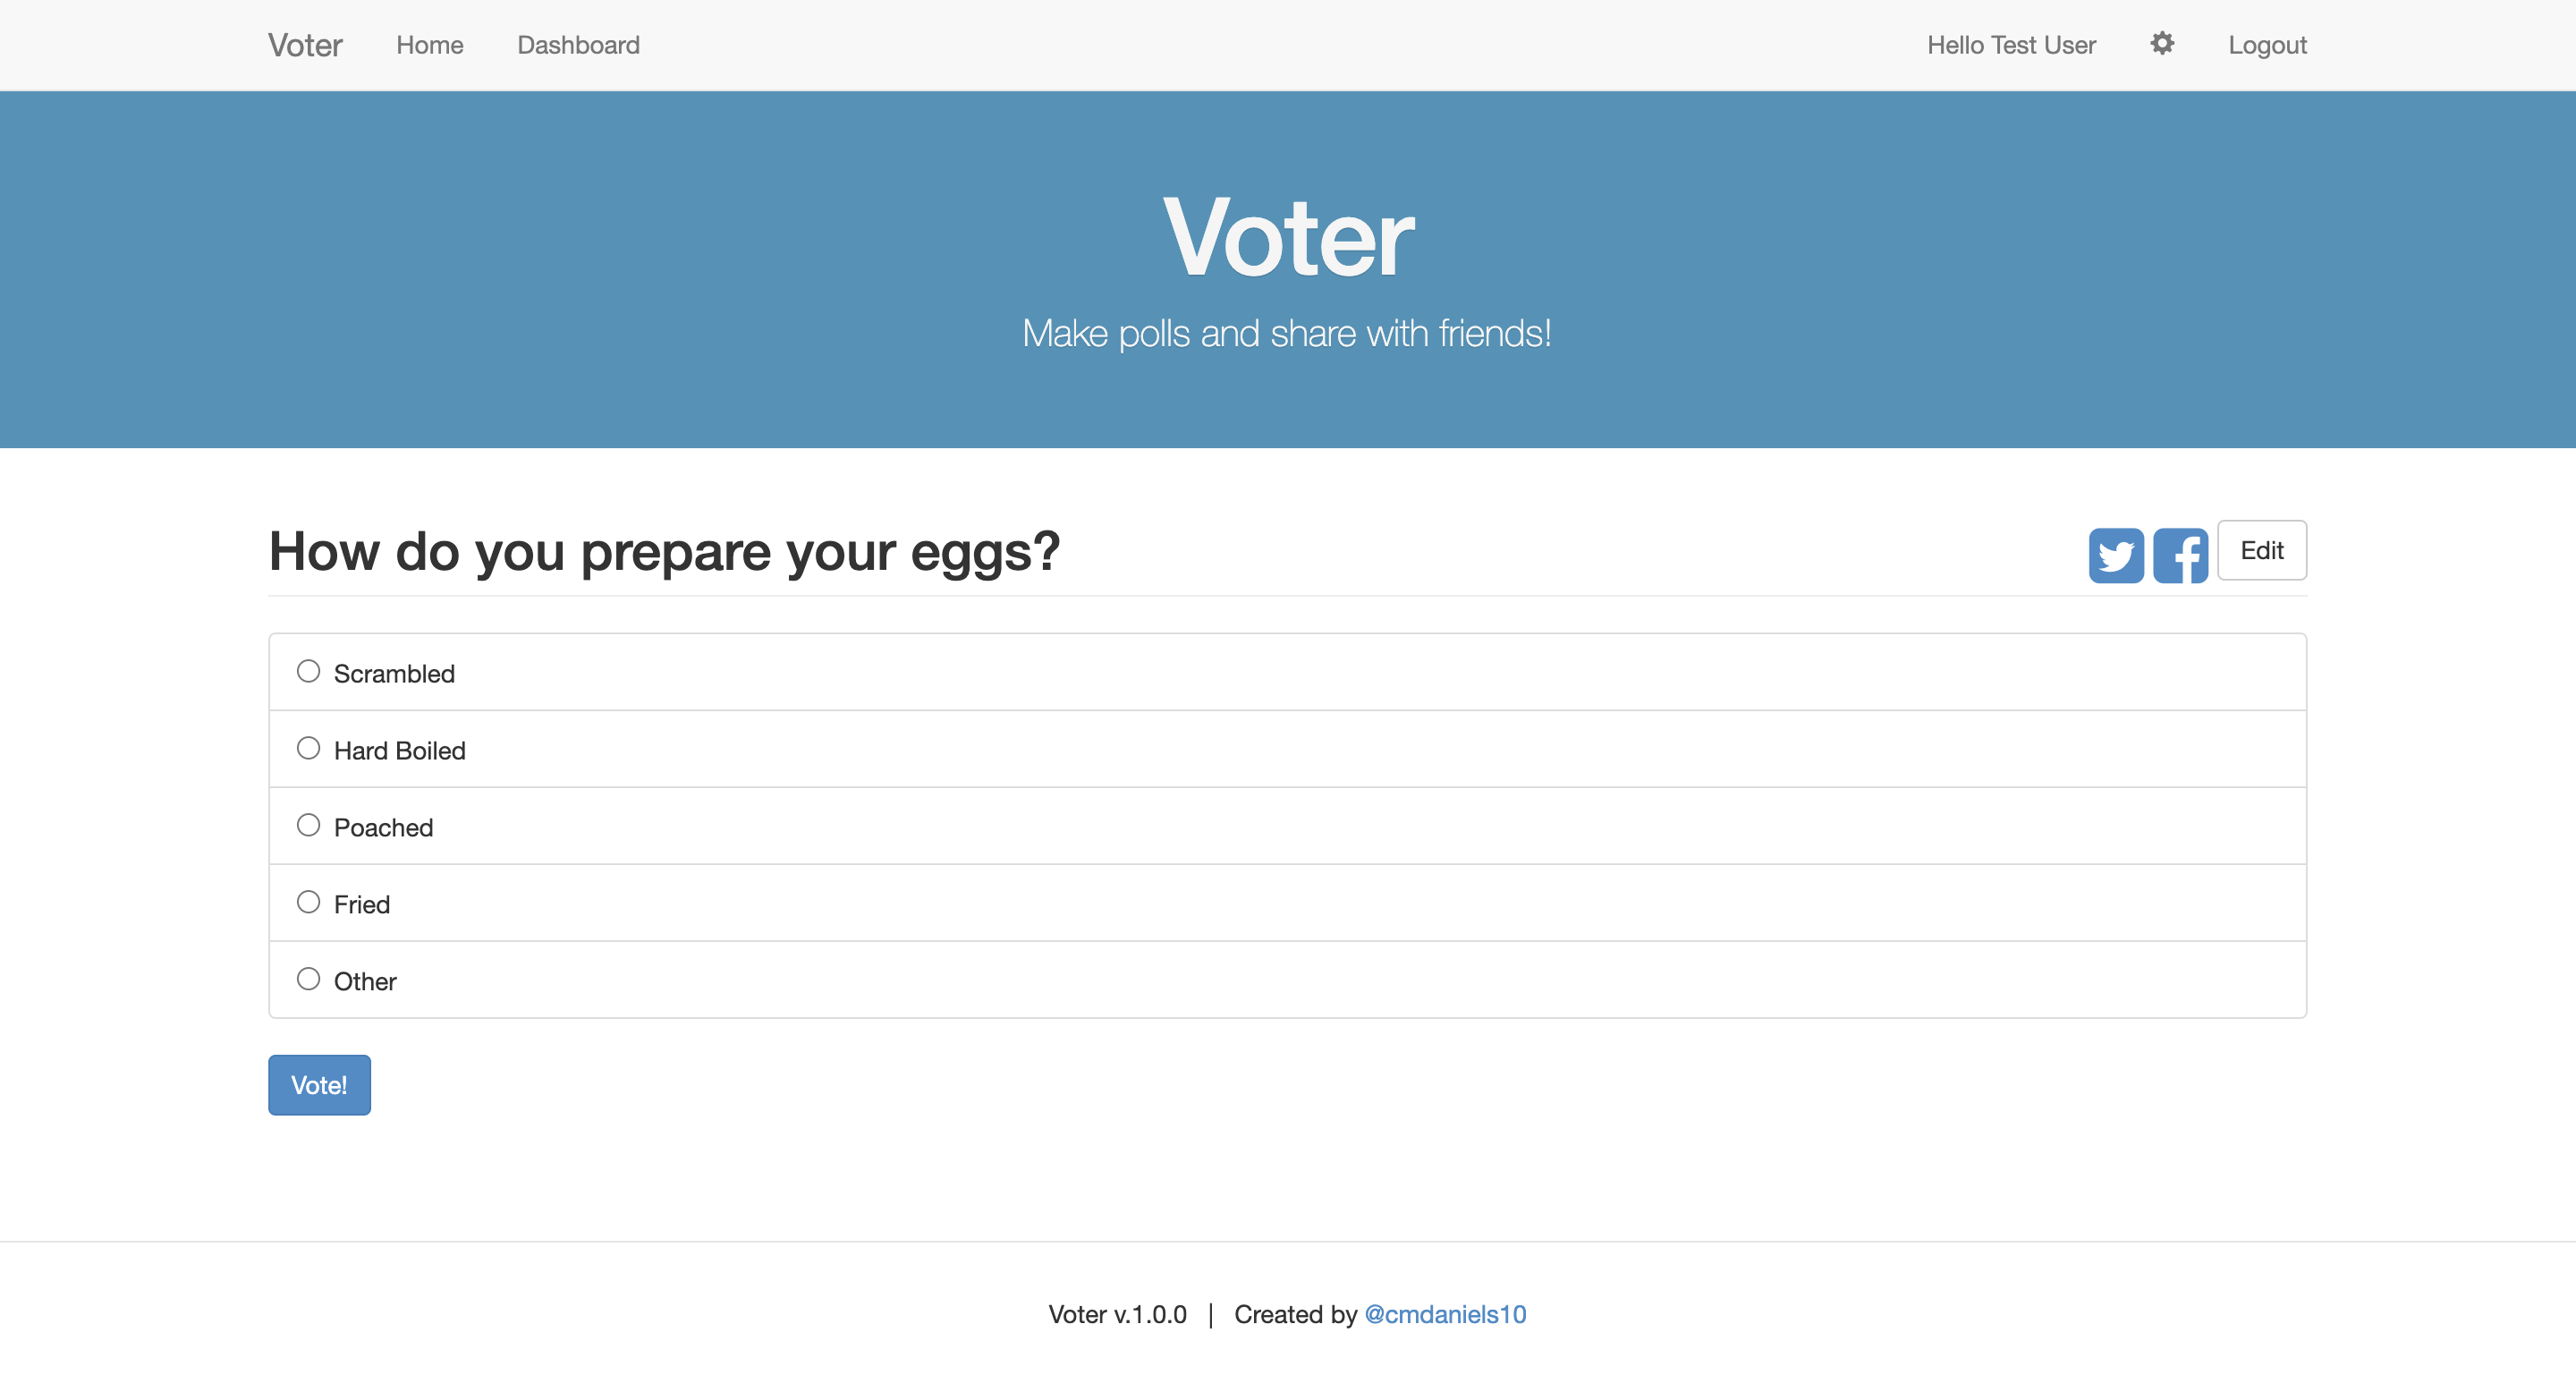 Voter Home Dashboard Hello Test User Logout
Voter
Make polls and share with friends!
How do you prepare your eggs? Edit
Scrambled
Hard Boiled
Poached
Fried
Other
Vote!
Voter v.1.0.0 | Created by @cmdaniels10